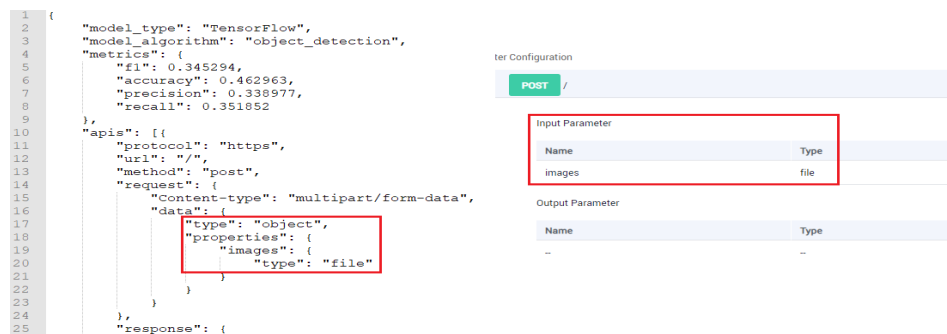 1 {
2 "model_type": "TensorFlow",
3 "model_algorithm": "object_detection",
4 "metrics": {
5 "f1": 0.345294,
6 "accuracy": 0.462963,
7 "precision": 0.338977,
8 "recall": 0.351852
9 },
10 "apis": [{
11 "protocol": "https",
12 "url": "/",
13 "method": "post",
14 "request": {
15 "Content-type": "multipart/form-data",
16 "data": {
17 "type": "object",
18 "properties": {
19 "images": {
20 "type": "file"
21 }
22 }
23 }
24 },
25 "response": {
ter Configuration
POST /
Input Parameter
Name Type
images file
Output Parameter
Name Type
-- --